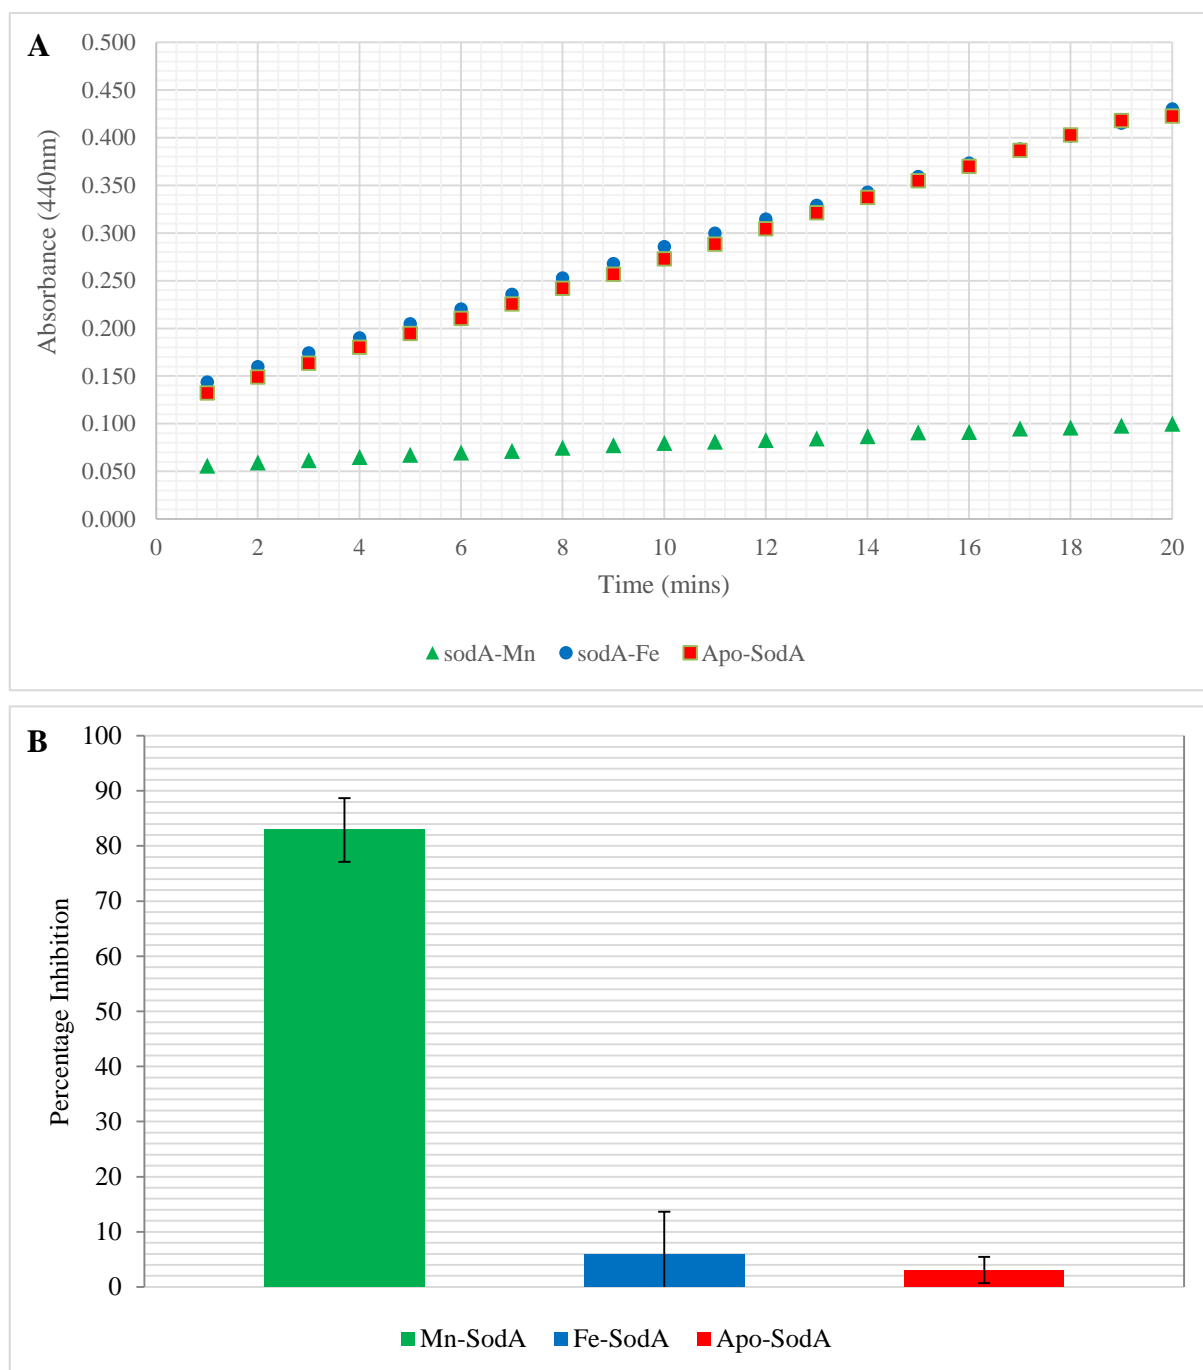 A
0.500
0.450
0.400
0.350
0.300
0.250
0.200
0.150
0.100
0.050
0.000
Absorbance (440nm)
0 2 4 6 8 10 12 14 16 18 20
Time (mins)
sodA-Mn sodA-Fe Apo-SodA
B
100
90
80
70
60
50
40
30
20
10
0
Percentage Inhibition
Mn-SodA Fe-SodA Apo-SodA